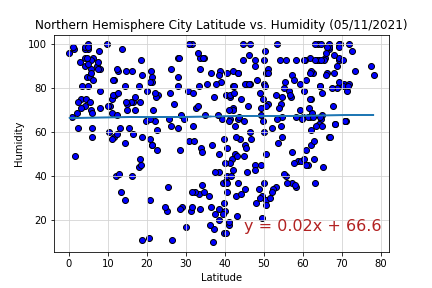 Northern Hemisphere City Latitude vs. Humidity (05/11/2021)
100
80
60
40
20
Humidity
y = 0.02x + 66.6
0 10 20 30 40 50 60 70 80
Latitude